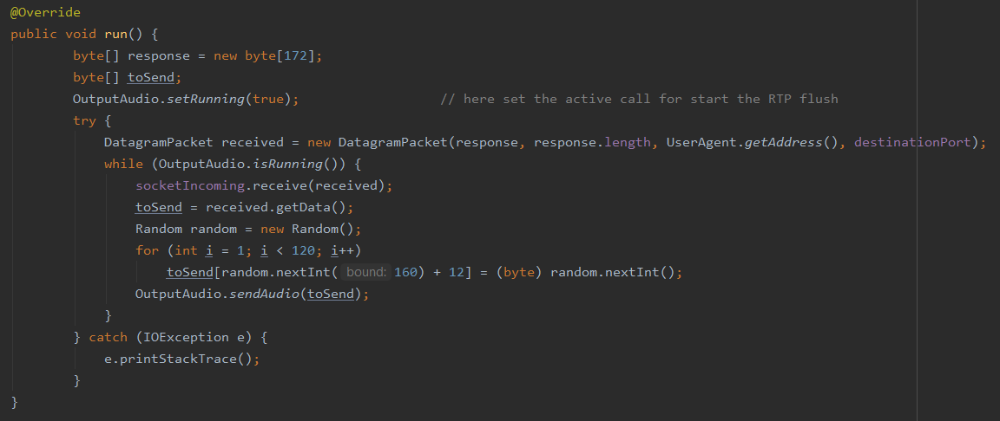 @Override
public void run() {
byte[] response = new byte[172];
byte[] toSend;
OutputAudio.setRunning(true); // here set the active call for start the RTP flush
try {
DatagramPacket received = new DatagramPacket(response, response.length, UserAgent.getAddress(), destinationPort);
while (OutputAudio.isRunning()) {
socketIncoming.receive(received);
toSend = received.getData();
Random random = new Random();
for (int i = 1; i < 120; i++)
toSend[random.nextInt( bound: 160) + 12] = (byte) random.nextInt();
OutputAudio.sendAudio(toSend);
}
} catch (IOException e) {
e.printStackTrace();
}
}